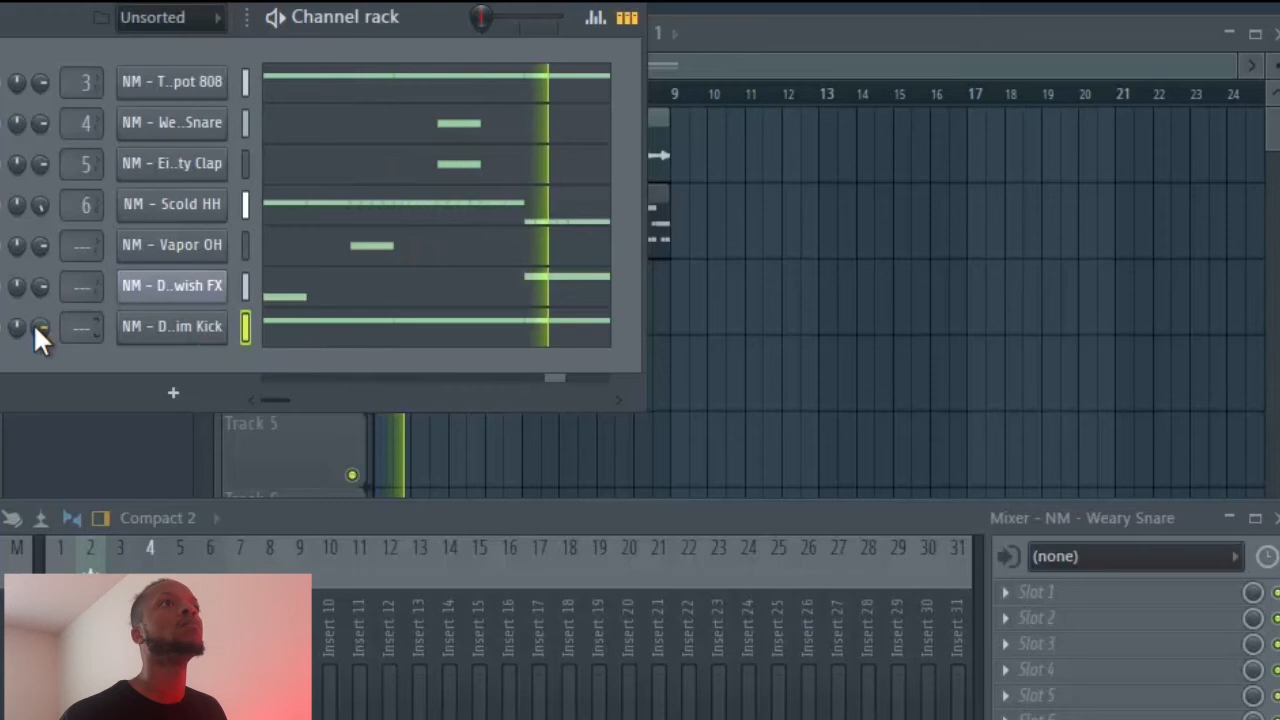 Unsorted
Channel rack
3 NM - T..pot 808
4 NM - We..Snare
5 NM - Ei..ty Clap
6 NM - Scold HH
--- NM - Vapor OH
--- NM - D..wish FX
--- NM - D..im Kick
+
1
9 10 11 12 13 14 15 16 17 18 19 20 21 22 23 24
Track 5
Compact 2
M 1 2 3 4 5 6 7 8 9 10 11 12 13 14 15 16 17 18 19 20 21 22 23 24 25 26 27 28 29 30 31
Insert 10
Insert 11
Insert 12
Insert 13
Insert 14
Insert 15
Insert 16
Insert 17
Insert 18
Insert 19
Insert 20
Insert 21
Insert 22
Insert 23
Insert 24
Insert 25
Insert 26
Insert 27
Insert 28
Insert 29
Insert 30
Insert 31
Mixer - NM - Weary Snare
(none)
Slot 1
Slot 2
Slot 3
Slot 4
Slot 5